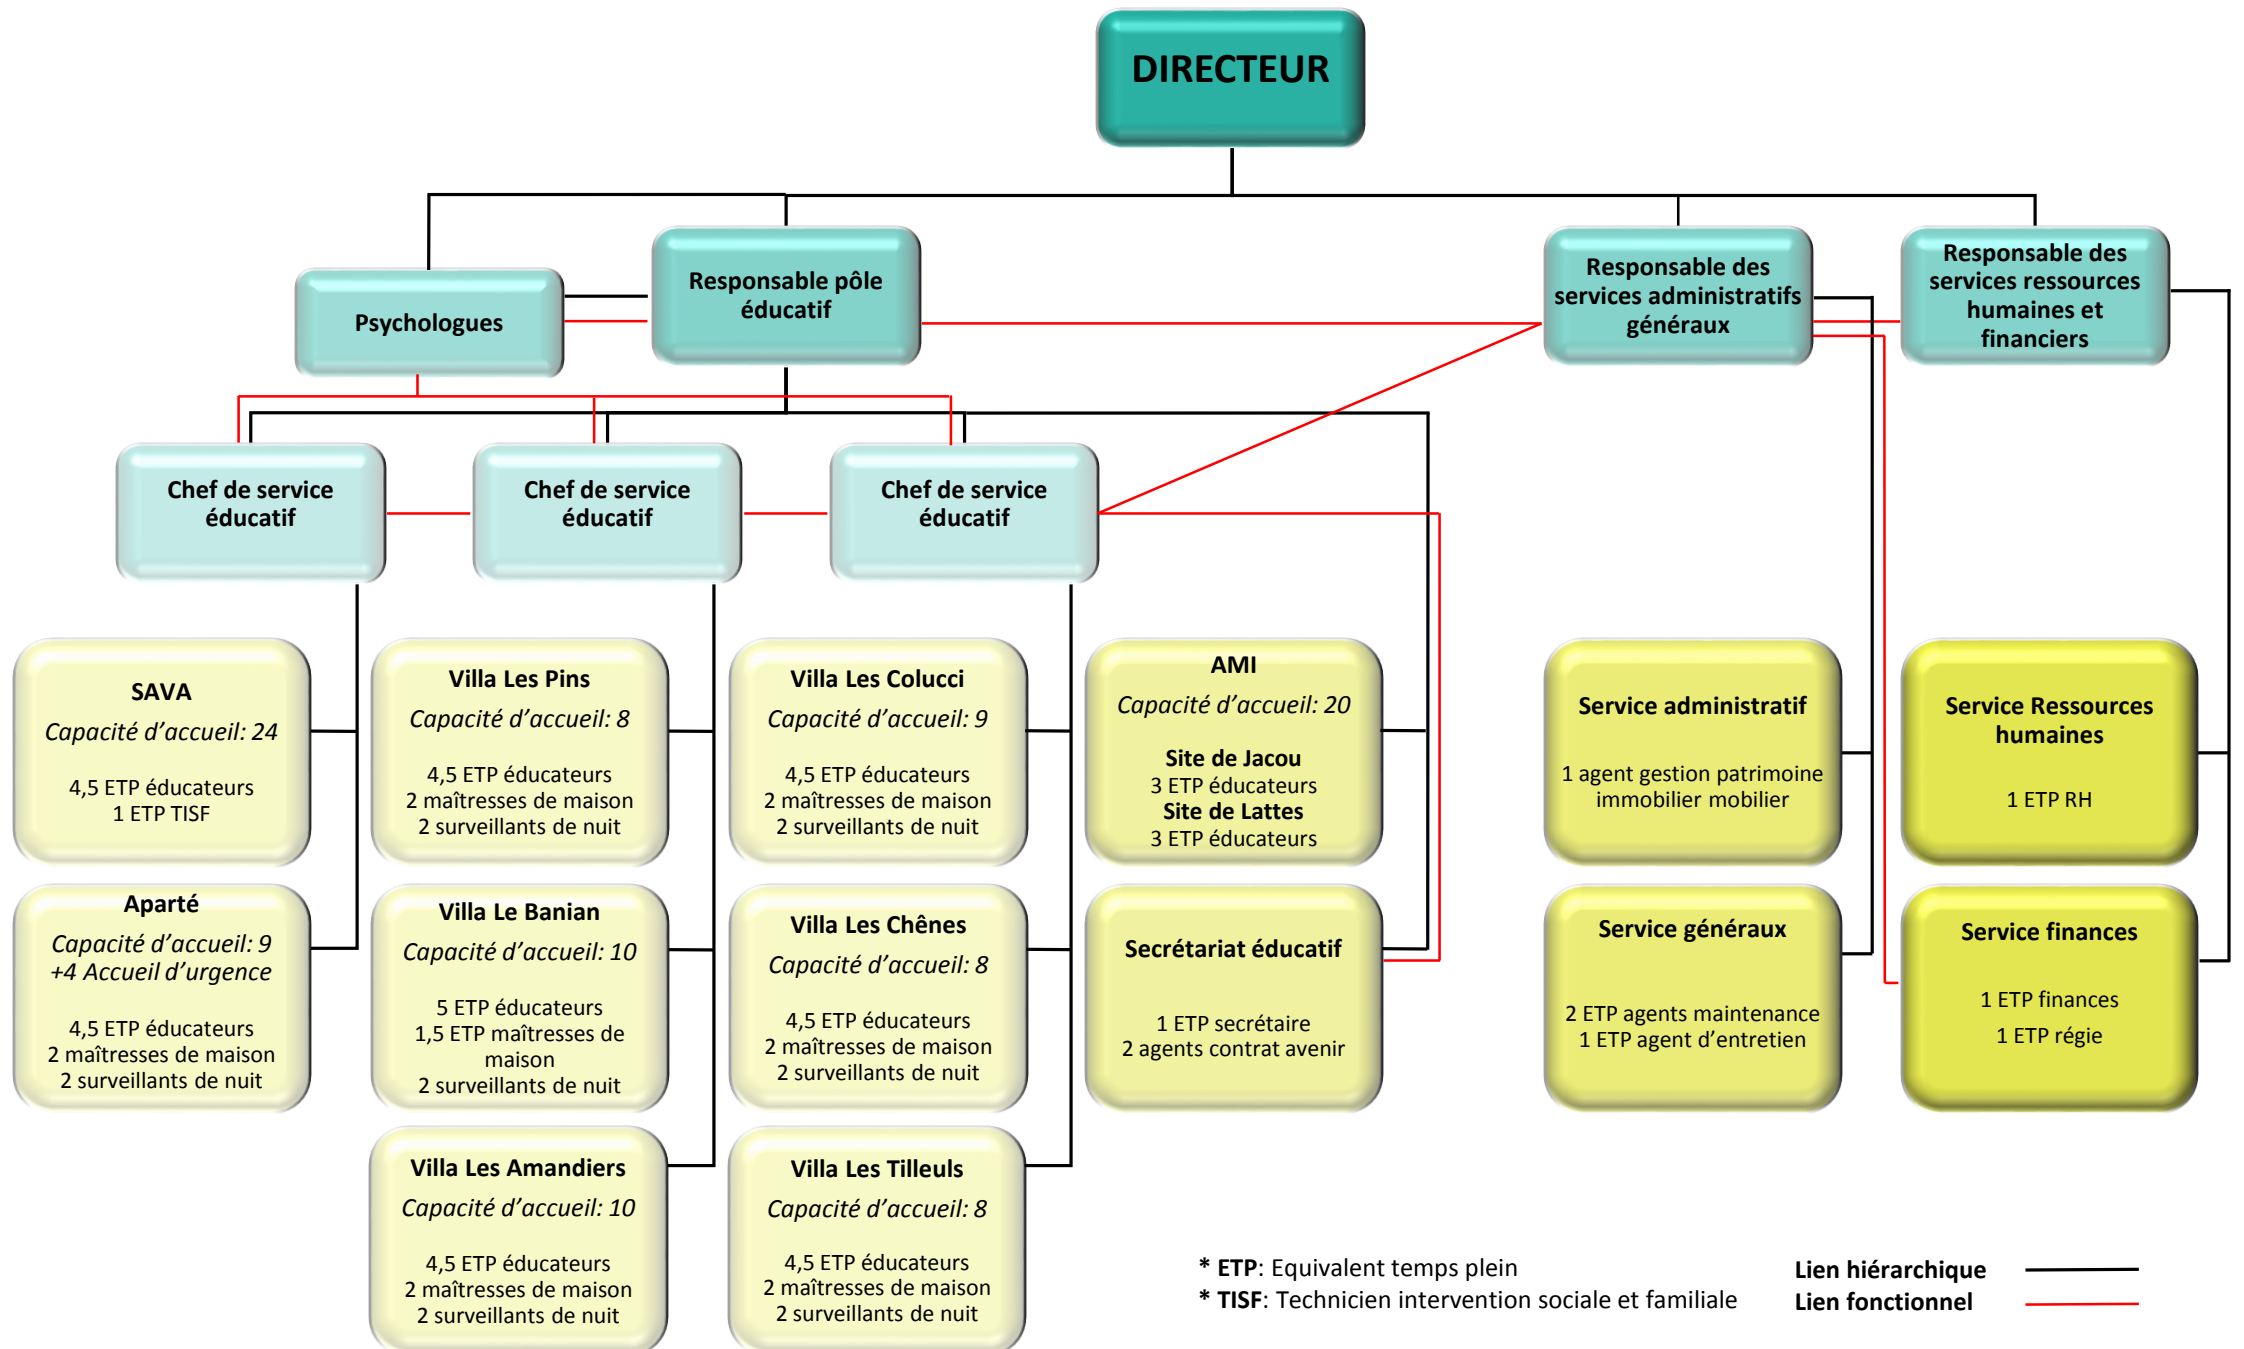 DIRECTEUR
Psychologues
Responsable pôle
éducatif
Responsable des
services administratifs
généraux
Responsable des
services ressources
humaines et
financiers
Chef de service
éducatif
Chef de service
éducatif
Chef de service
éducatif
SAVA
Capacité d’accueil: 24
4,5 ETP éducateurs
1 ETP TISF
Villa Les Pins
Capacité d’accueil: 8
4,5 ETP éducateurs
2 maîtresses de maison
2 surveillants de nuit
Villa Les Colucci
Capacité d’accueil: 9
4,5 ETP éducateurs
2 maîtresses de maison
2 surveillants de nuit
AMI
Capacité d’accueil: 20
Site de Jacou
3 ETP éducateurs
Site de Lattes
3 ETP éducateurs
Service administratif
1 agent gestion patrimoine
immobilier mobilier
Service Ressources
humaines
1 ETP RH
Aparté
Capacité d’accueil: 9
+4 Accueil d’urgence
4,5 ETP éducateurs
2 maîtresses de maison
2 surveillants de nuit
Villa Le Banian
Capacité d’accueil: 10
5 ETP éducateurs
1,5 ETP maîtresses de
maison
2 surveillants de nuit
Villa Les Chênes
Capacité d’accueil: 8
4,5 ETP éducateurs
2 maîtresses de maison
2 surveillants de nuit
Secrétariat éducatif
1 ETP secrétaire
2 agents contrat avenir
Service généraux
2 ETP agents maintenance
1 ETP agent d’entretien
Service finances
1 ETP finances
1 ETP régie
Villa Les Amandiers
Capacité d’accueil: 10
4,5 ETP éducateurs
2 maîtresses de maison
2 surveillants de nuit
Villa Les Tilleuls
Capacité d’accueil: 8
4,5 ETP éducateurs
2 maîtresses de maison
2 surveillants de nuit
* ETP: Equivalent temps plein
* TISF: Technicien intervention sociale et familiale
Lien hiérarchique
Lien fonctionnel